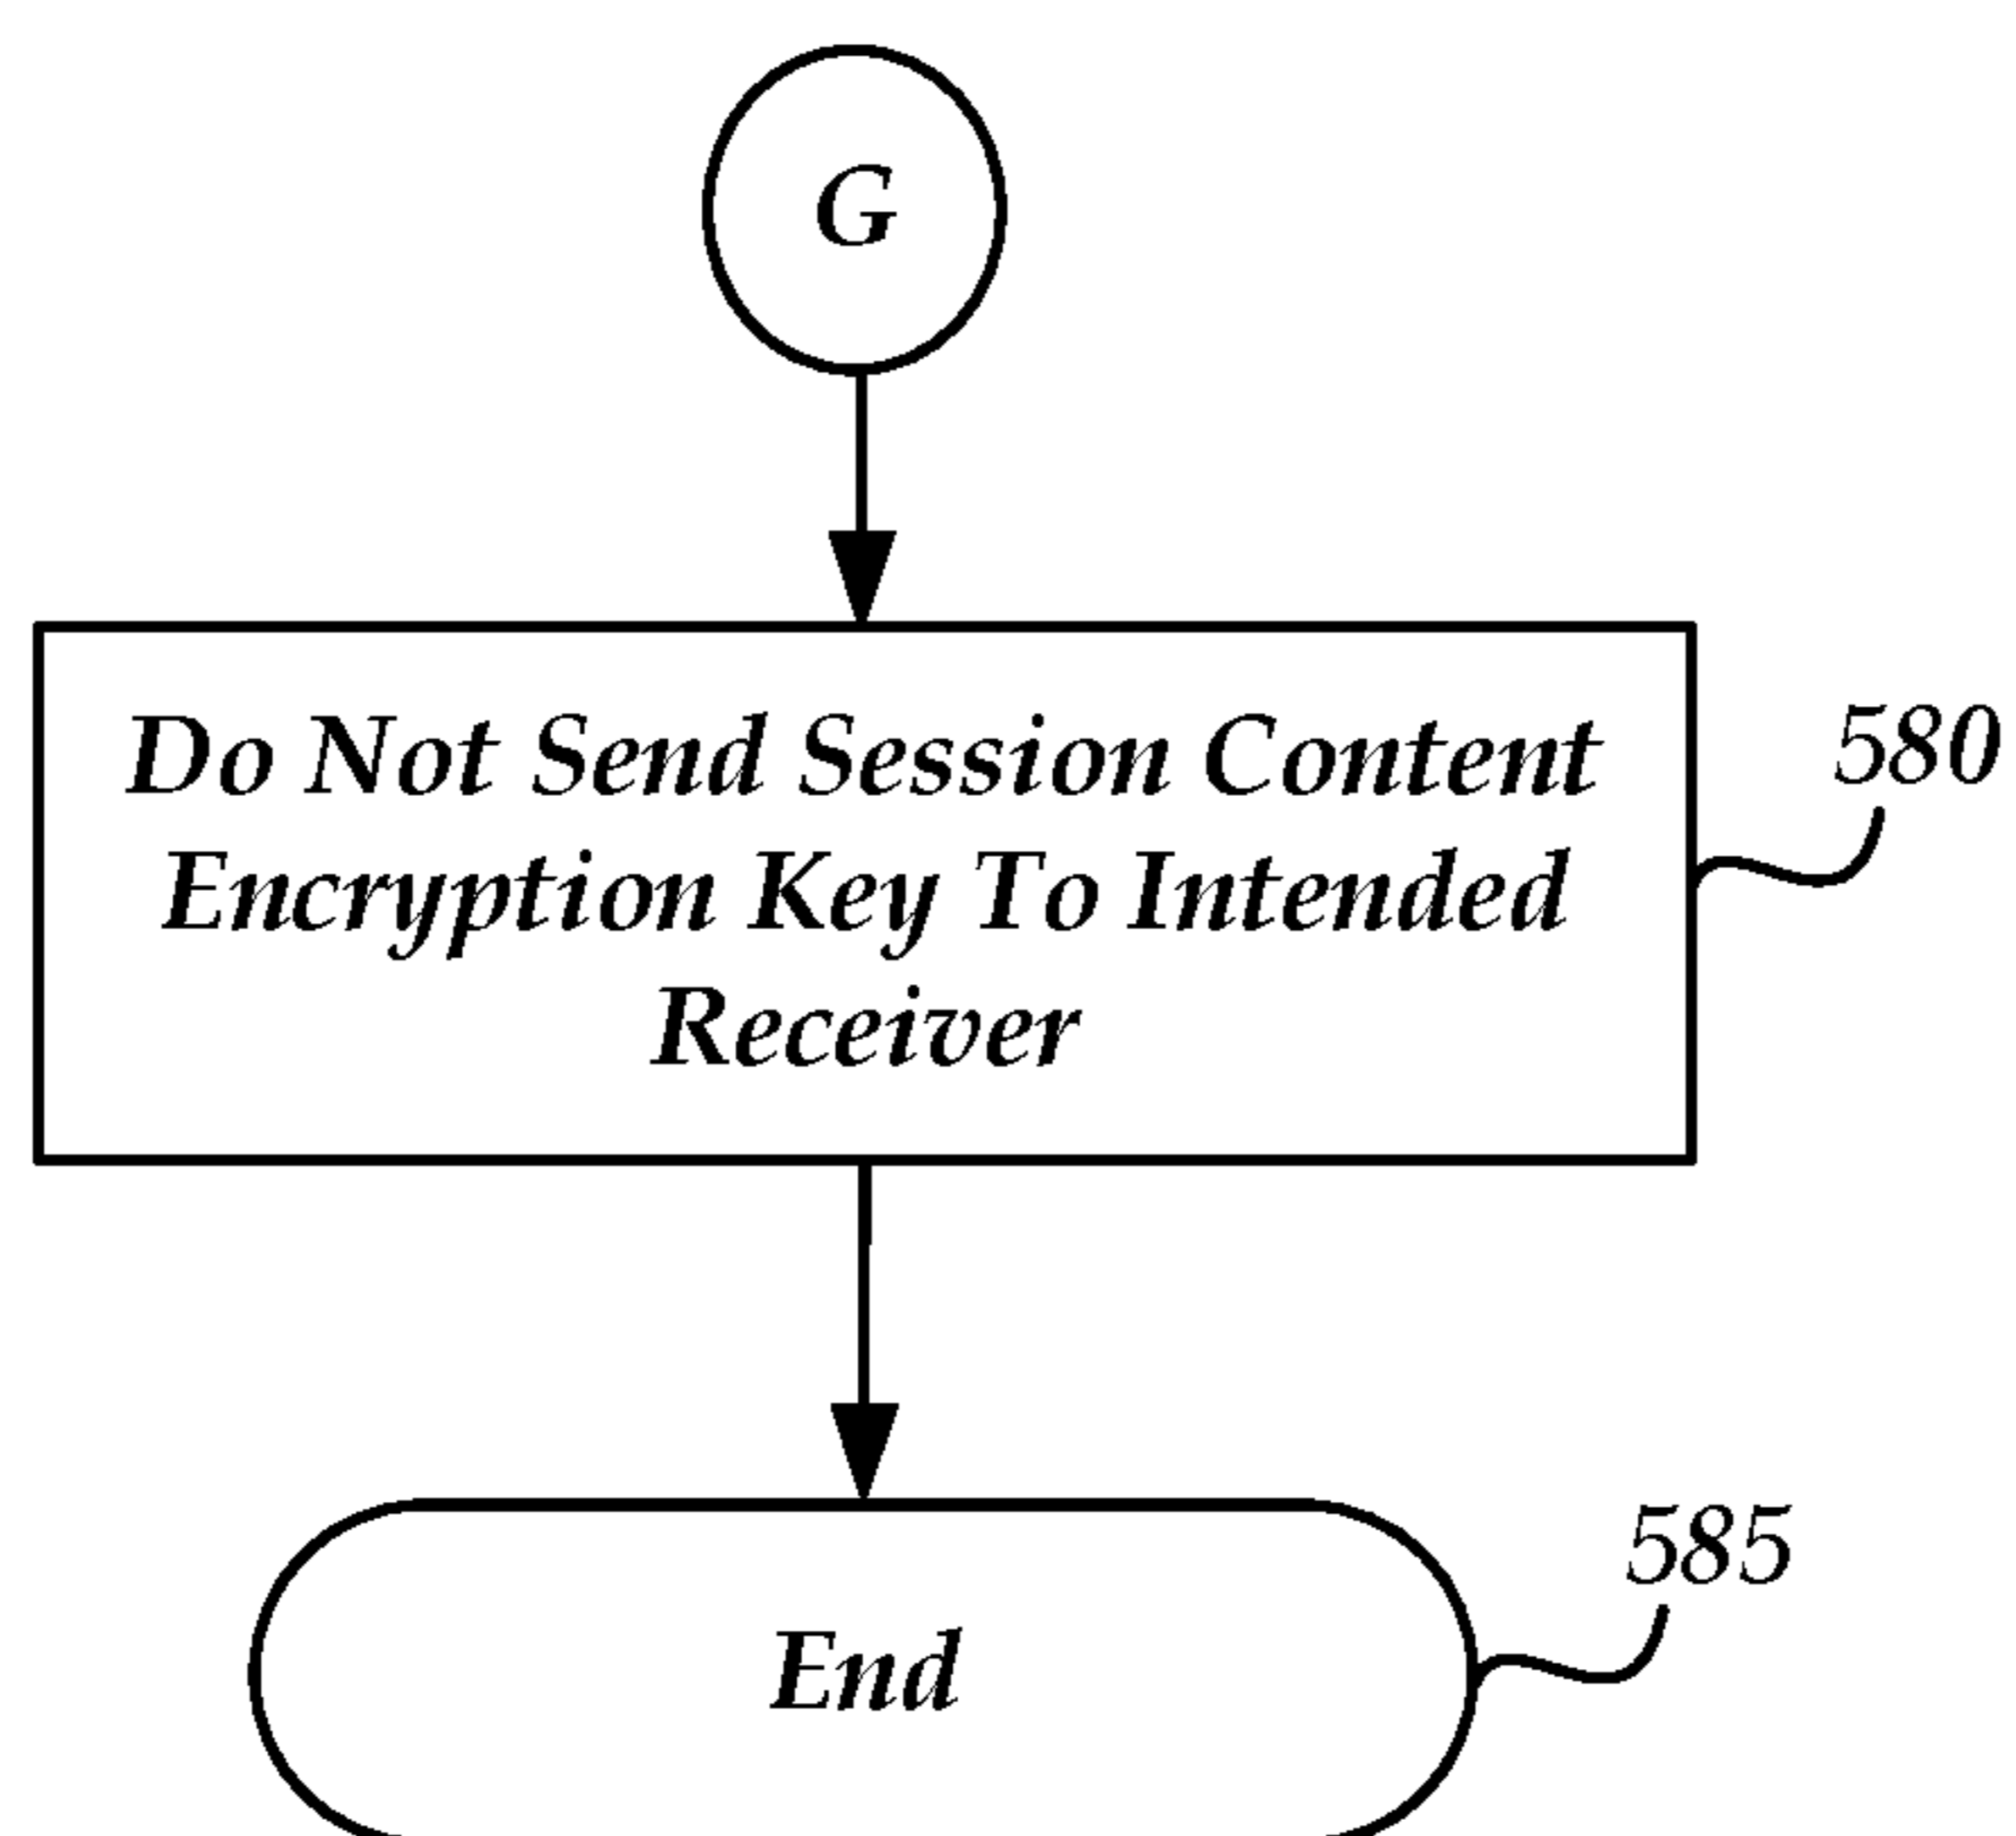 G
Do Not Send Session Content
Encryption Key To Intended
Receiver
580
End
585